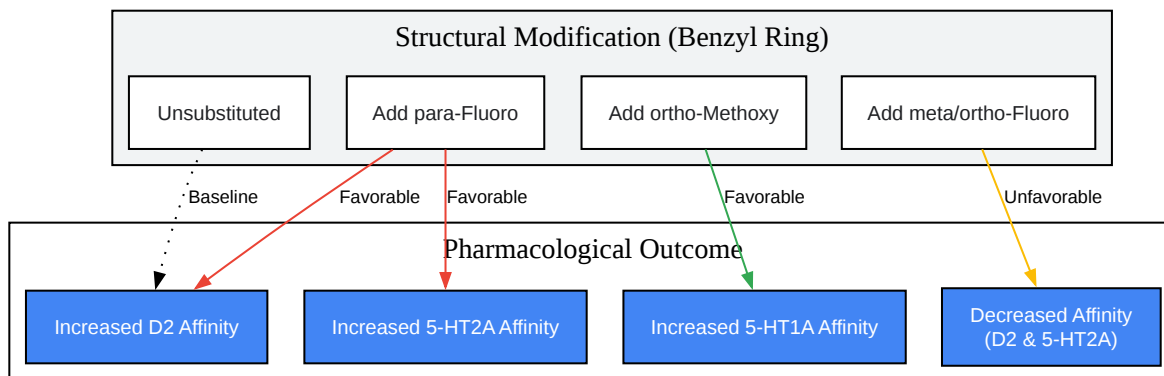 Structural Modification (Benzyl Ring)
Unsubstituted
Add para-Fluoro
Add ortho-Methoxy
Add meta/ortho-Fluoro
Baseline
Favorable
Favorable
Favorable
Unfavorable
Pharmacological Outcome
Increased D2 Affinity
Increased 5-HT2A Affinity
Increased 5-HT1A Affinity
Decreased Affinity
(D2 & 5-HT2A)